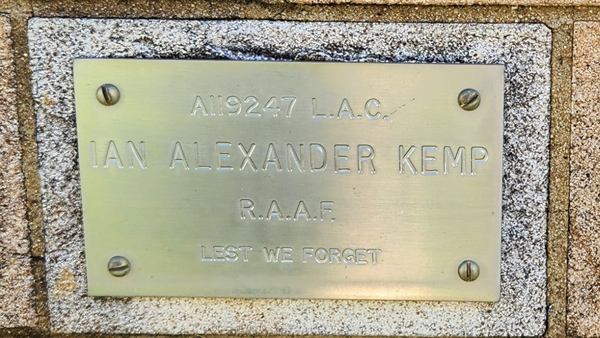 A119247 L.A.C.
IAN ALEXANDER KEMP
R.A.A.F.
LEST WE FORGET